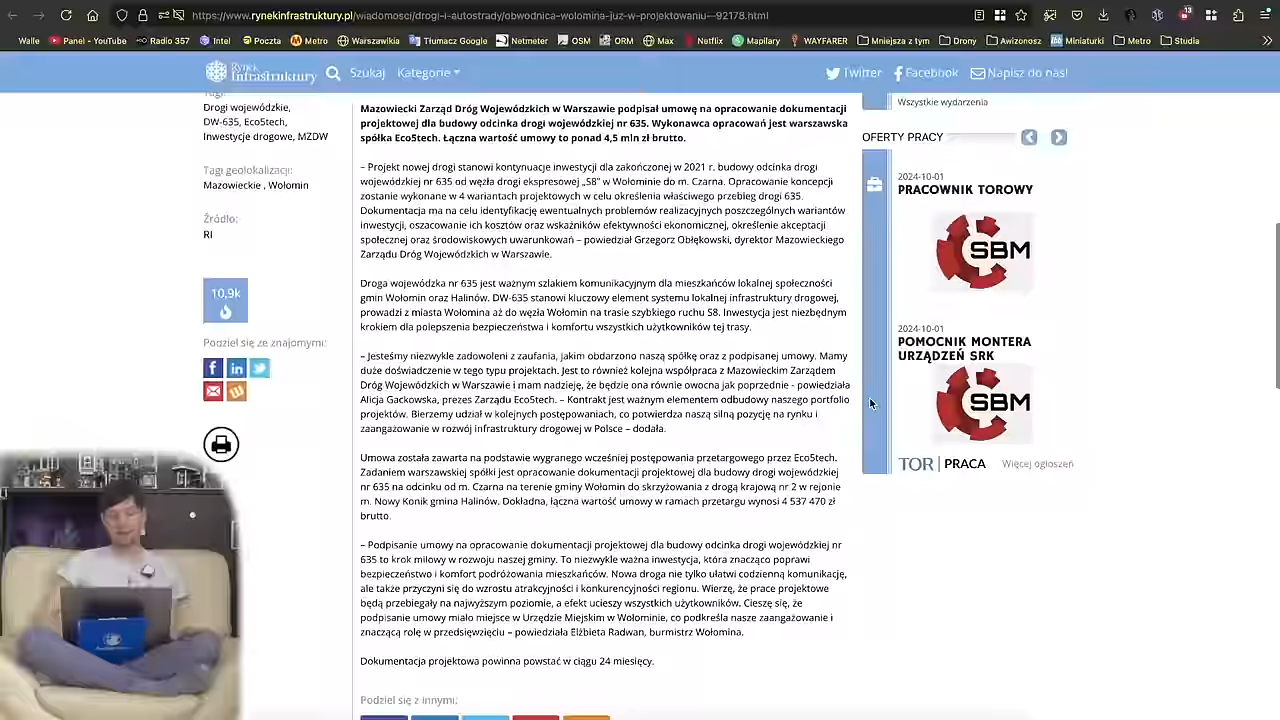 https://www.rynekinfrastruktury.pl/wiadomosci/drogi-i-autostrady/obwodnica-wolomina-juz-w-projektowaniu--92178.html
13
Walle
Panel - YouTube
Radio 357
Intel
Poczta
Metro
Warszawikia
Tłumacz Google
Netmeter
OSM
ORM
Max
Netflix
Mapilary
WAYFARER
Mniejsza z tym
Drony
Awizonosz
Miniaturki
Metro
Studia
Rynek
Infrastruktury
Szukaj
Kategorie
Twitter
Facebook
Napisz do nas!
Tagi:
Drogi wojewódzkie,
DW-635, Eco5tech,
Inwestycje drogowe, MZDW
Tagi geolokalizacji:
Mazowieckie , Wołomin
Źródło:
RI
10,9k
Podziel się ze znajomymi:
Mazowiecki Zarząd Dróg Wojewódzkich w Warszawie podpisał umowę na opracowanie dokumentacji
projektowej dla budowy odcinka drogi wojewódzkiej nr 635. Wykonawca opracowań jest warszawska
spółka Eco5tech. Łączna wartość umowy to ponad 4,5 mln zł brutto.
– Projekt nowej drogi stanowi kontynuacje inwestycji dla zakończonej w 2021 r. budowy odcinka drogi
wojewódzkiej nr 635 od węzła drogi ekspresowej „S8” w Wołominie do m. Czarna. Opracowanie koncepcji
zostanie wykonane w 4 wariantach projektowych w celu określenia właściwego przebieg drogi 635.
Dokumentacja ma na celu identyfikację ewentualnych problemów realizacyjnych poszczególnych wariantów
inwestycji, oszacowanie ich kosztów oraz wskaźników efektywności ekonomicznej, określenie akceptacji
społecznej oraz środowiskowych uwarunkowań – powiedział Grzegorz Obłękowski, dyrektor Mazowieckiego
Zarządu Dróg Wojewódzkich w Warszawie.
Droga wojewódzka nr 635 jest ważnym szlakiem komunikacyjnym dla mieszkańców lokalnej społeczności
gmin Wołomin oraz Halinów. DW-635 stanowi kluczowy element systemu lokalnej infrastruktury drogowej,
prowadzi z miasta Wołomina aż do węzła Wołomin na trasie szybkiego ruchu S8. Inwestycja jest niezbędnym
krokiem dla polepszenia bezpieczeństwa i komfortu wszystkich użytkowników tej trasy.
– Jesteśmy niezwykle zadowoleni z zaufania, jakim obdarzono naszą spółkę oraz z podpisanej umowy. Mamy
duże doświadczenie w tego typu projektach. Jest to również kolejna współpraca z Mazowieckim Zarządem
Dróg Wojewódzkich w Warszawie i mam nadzieję, że będzie ona równie owocna jak poprzednie - powiedziała
Alicja Gackowska, prezes Zarządu Eco5tech. – Kontrakt jest ważnym elementem odbudowy naszego portfolio
projektów. Bierzemy udział w kolejnych postępowaniach, co potwierdza naszą silną pozycję na rynku i
zaangażowanie w rozwój infrastruktury drogowej w Polsce – dodała.
Umowa została zawarta na podstawie wygranego wcześniej postępowania przetargowego przez Eco5tech.
Zadaniem warszawskiej spółki jest opracowanie dokumentacji projektowej dla budowy drogi wojewódzkiej
nr 635 na odcinku od m. Czarna na terenie gminy Wołomin do skrzyżowania z drogą krajową nr 2 w rejonie
m. Nowy Konik gmina Halinów. Dokładna, łączna wartość umowy w ramach przetargu wynosi 4 537 470 zł
brutto.
– Podpisanie umowy na opracowanie dokumentacji projektowej dla budowy odcinka drogi wojewódzkiej nr
635 to krok milowy w rozwoju naszej gminy. To niezwykle ważna inwestycja, która znacząco poprawi
bezpieczeństwo i komfort podróżowania mieszkańców. Nowa droga nie tylko ułatwi codzienną komunikację,
ale także przyczyni się do wzrostu atrakcyjności i konkurencyjności regionu. Wierzę, że prace projektowe
będą przebiegały na najwyższym poziomie, a efekt ucieszy wszystkich użytkowników. Cieszę się, że
podpisanie umowy miało miejsce w Urzędzie Miejskim w Wołominie, co podkreśla nasze zaangażowanie i
znaczącą rolę w przedsięwzięciu – powiedziała Elżbieta Radwan, burmistrz Wołomina.
Dokumentacja projektowa powinna powstać w ciągu 24 miesięcy.
Podziel się z innymi:
Wszystkie wydarzenia
OFERTY PRACY
2024-10-01
PRACOWNIK TOROWY
SBM
2024-10-01
POMOCNIK MONTERA
URZĄDZEŃ SRK
SBM
TOR | PRACA
Więcej ogłoszeń